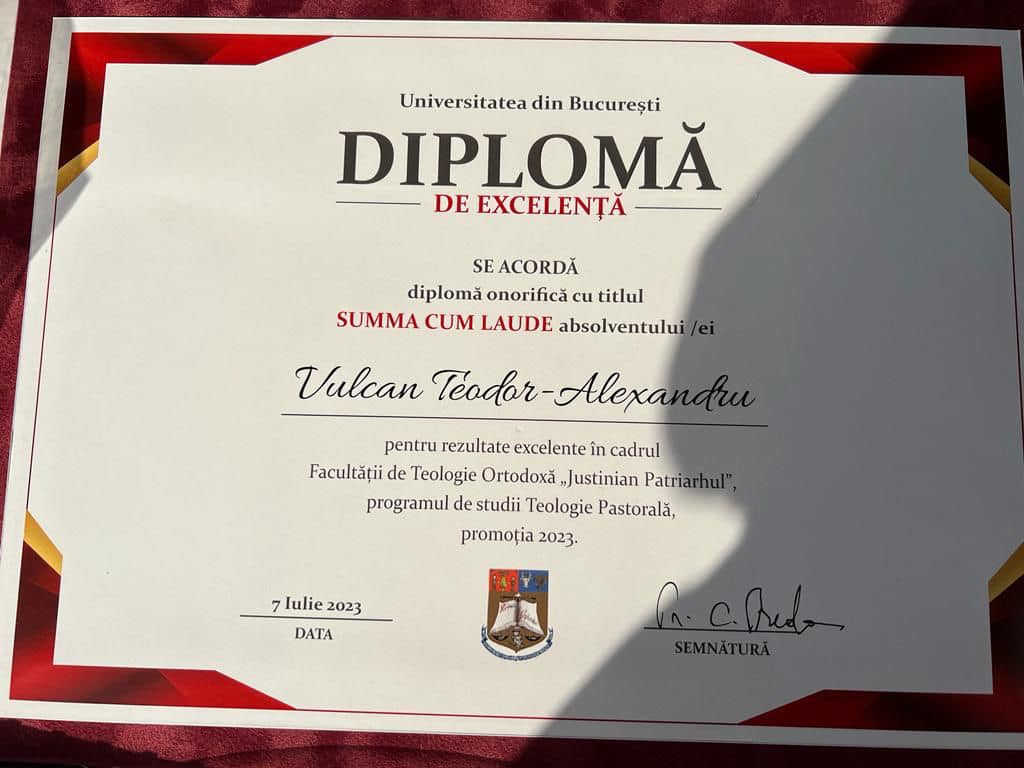 Universitatea din București
DIPLOMĂ
DE EXCELENȚĂ
SE ACORDĂ
diplomă onorifică cu titlul
SUMMA CUM LAUDE absolventului /ei
Vulcan Teodor-Alexandru
pentru rezultate excelente în cadrul
Facultății de Teologie Ortodoxă „Justinian Patriarhul”,
programul de studii Teologie Pastorală,
promoția 2023.
7 Iulie 2023
DATA
Pr. C.
SEMNĂTURĂ